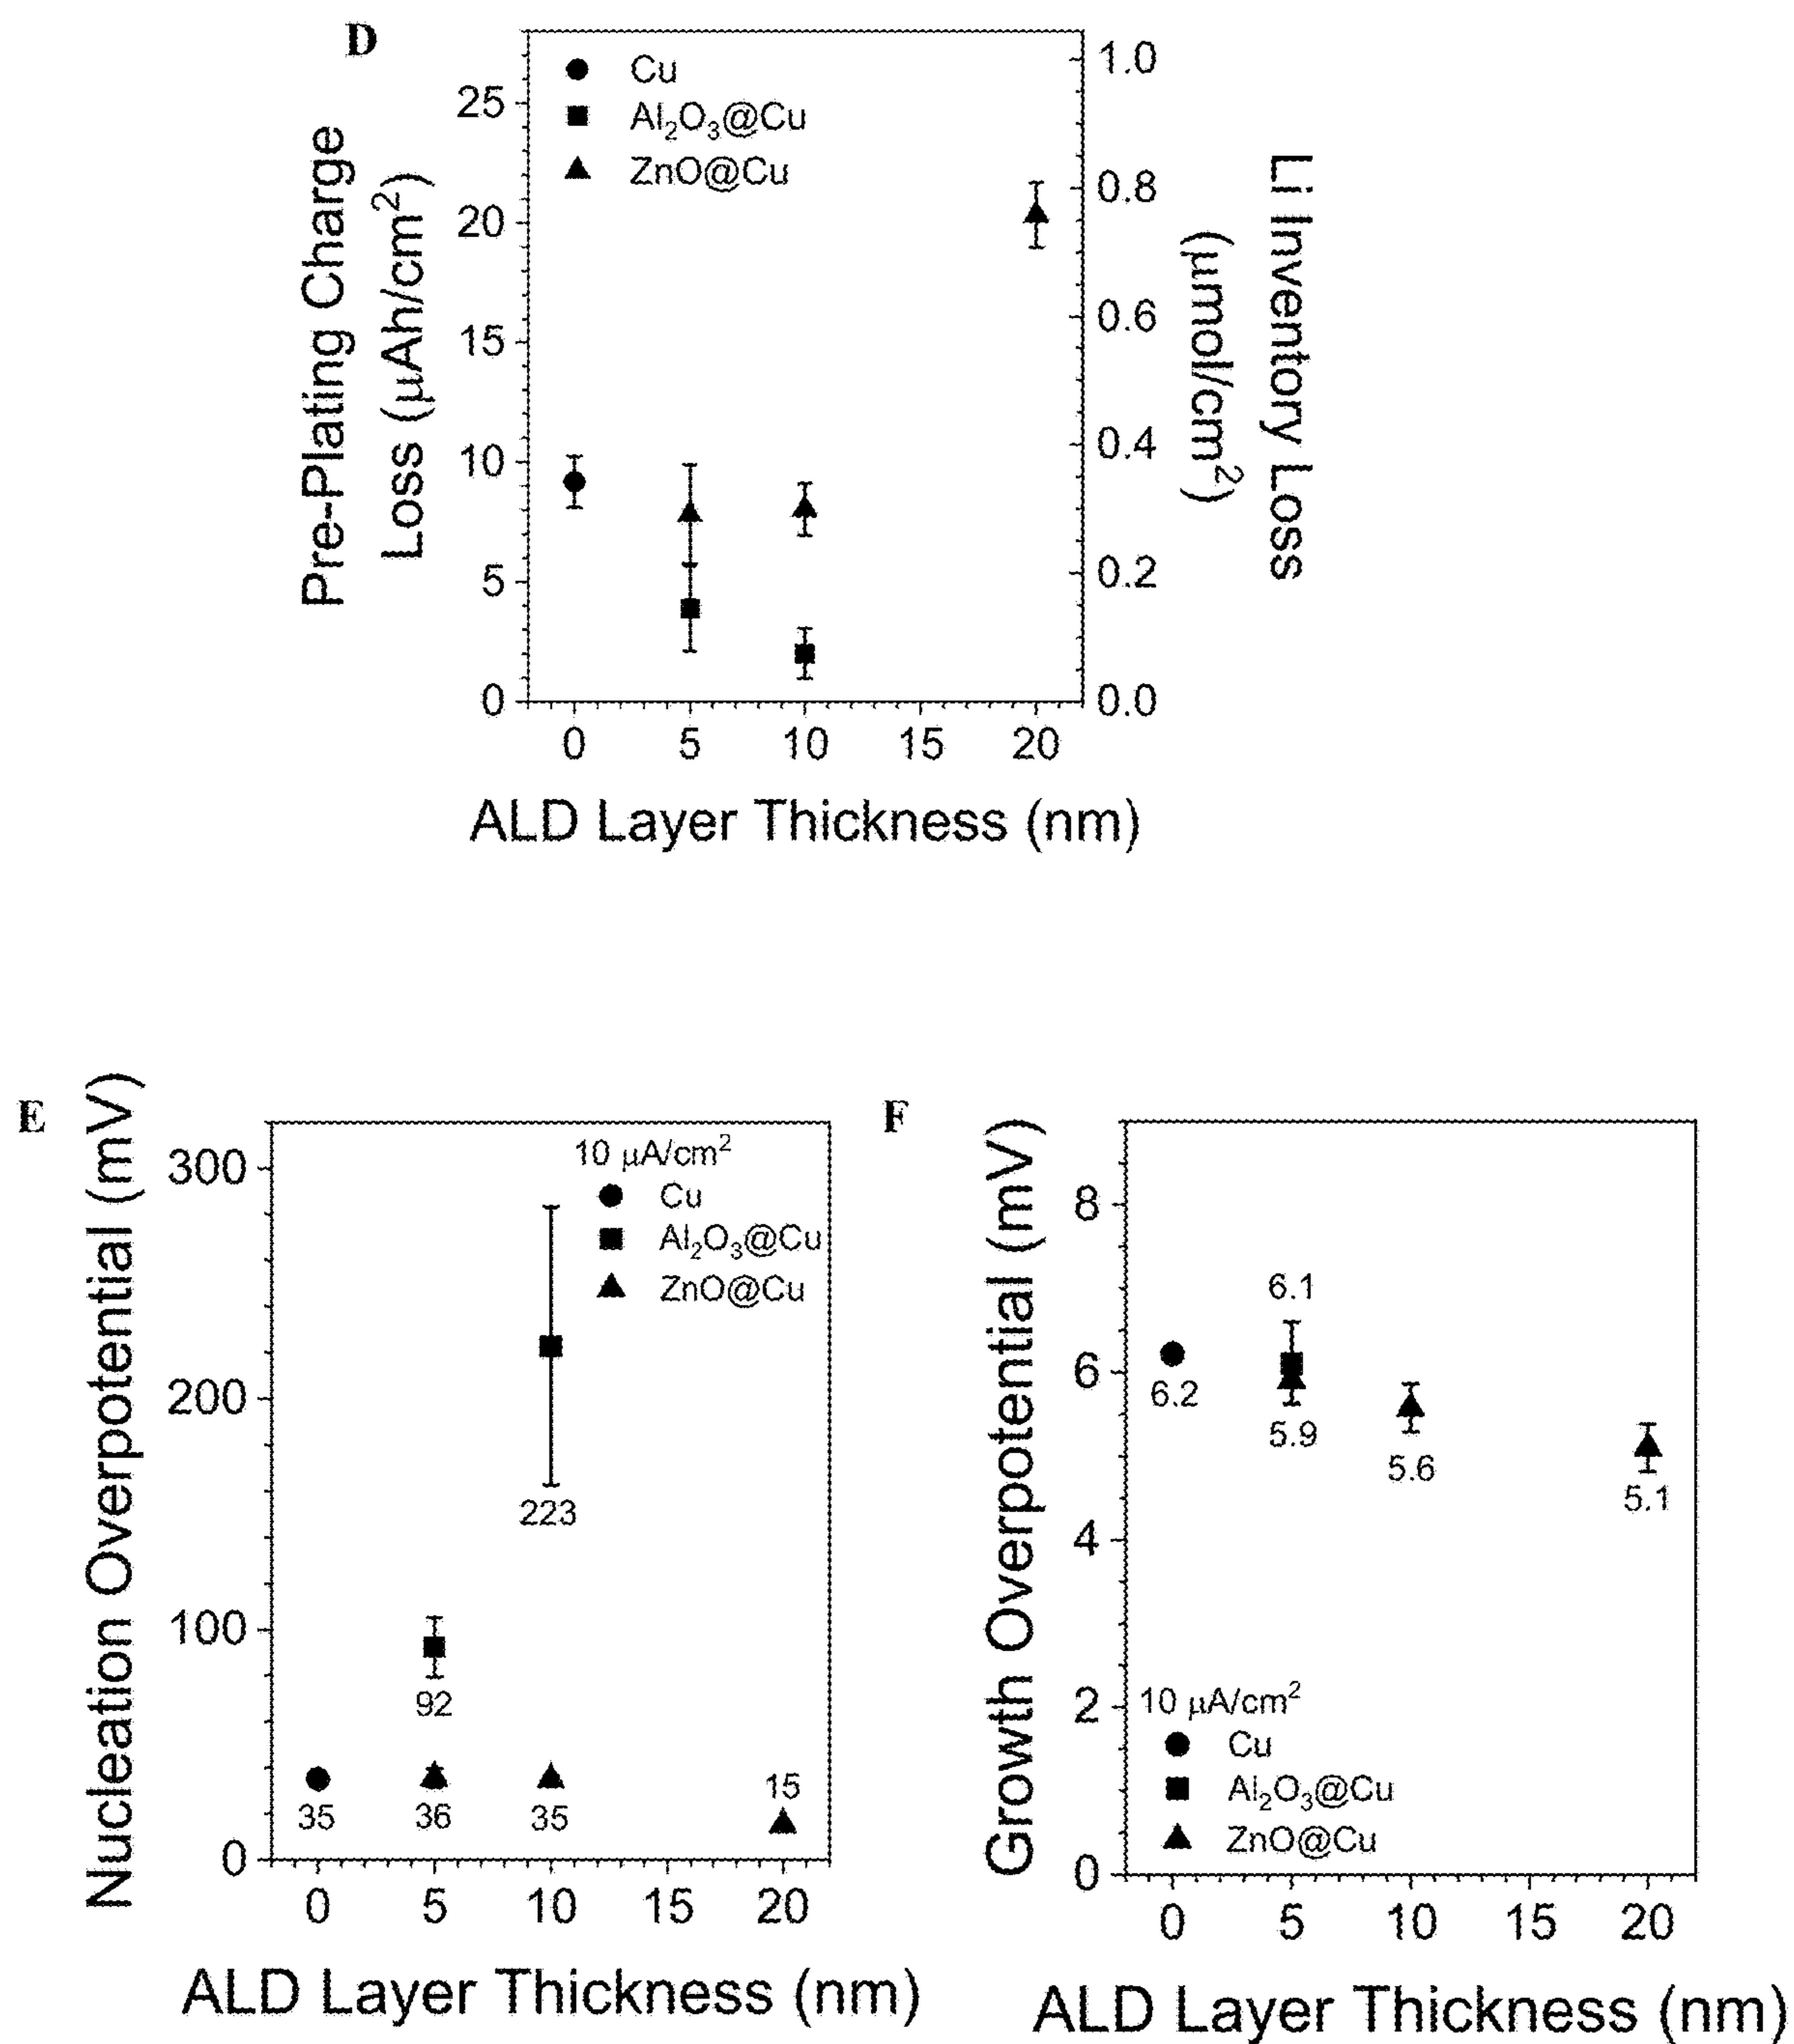 D
Pre-Plating Charge
Loss (μAh/cm²)
25
20
15
10
5
0
Cu
Al₂O₃@Cu
ZnO@Cu
1.0
0.8
0.6
0.4
0.2
0.0
Li Inventory Loss
(μmol/cm²)
0 5 10 15 20
ALD Layer Thickness (nm)
E
Nucleation Overpotential (mV)
300
200
100
0
10 μA/cm²
Cu
Al₂O₃@Cu
ZnO@Cu
223
92
35
36
35
15
0 5 10 15 20
ALD Layer Thickness (nm)
F
Growth Overpotential (mV)
8
6
4
2
0
6.1
6.2
5.9
5.6
5.1
10 μA/cm²
Cu
Al₂O₃@Cu
ZnO@Cu
0 5 10 15 20
ALD Layer Thickness (nm)